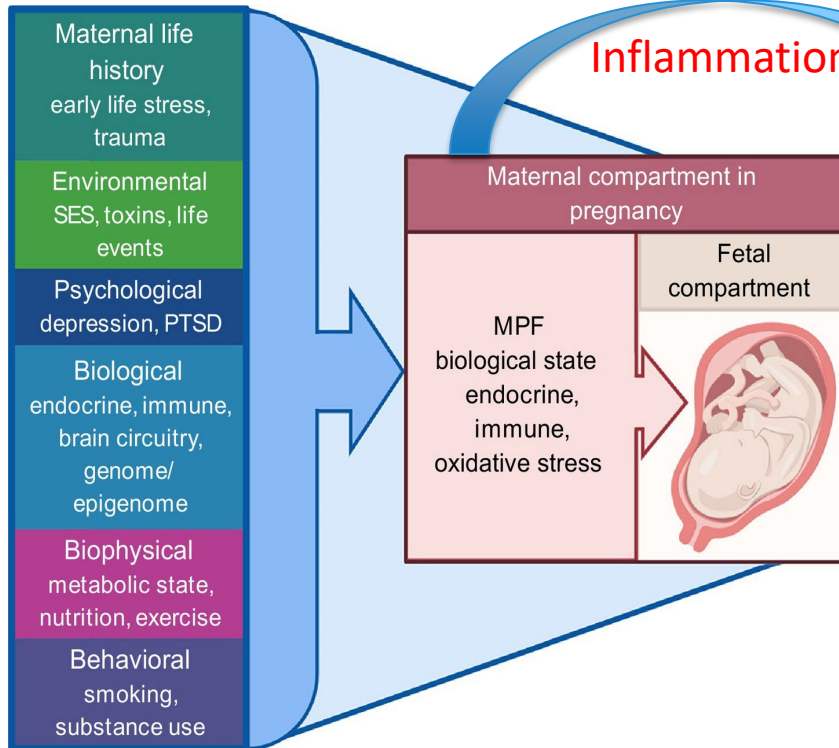 Maternal life
history
early life stress,
trauma
Environmental
SES, toxins, life
events
Psychological
depression, PTSD
Biological
endocrine, immune,
brain circuitry,
genome/
epigenome
Biophysical
metabolic state,
nutrition, exercise
Behavioral
smoking,
substance use
Inflammation
Maternal compartment in
pregnancy
MPF
biological state
endocrine,
immune,
oxidative stress
Fetal
compartment